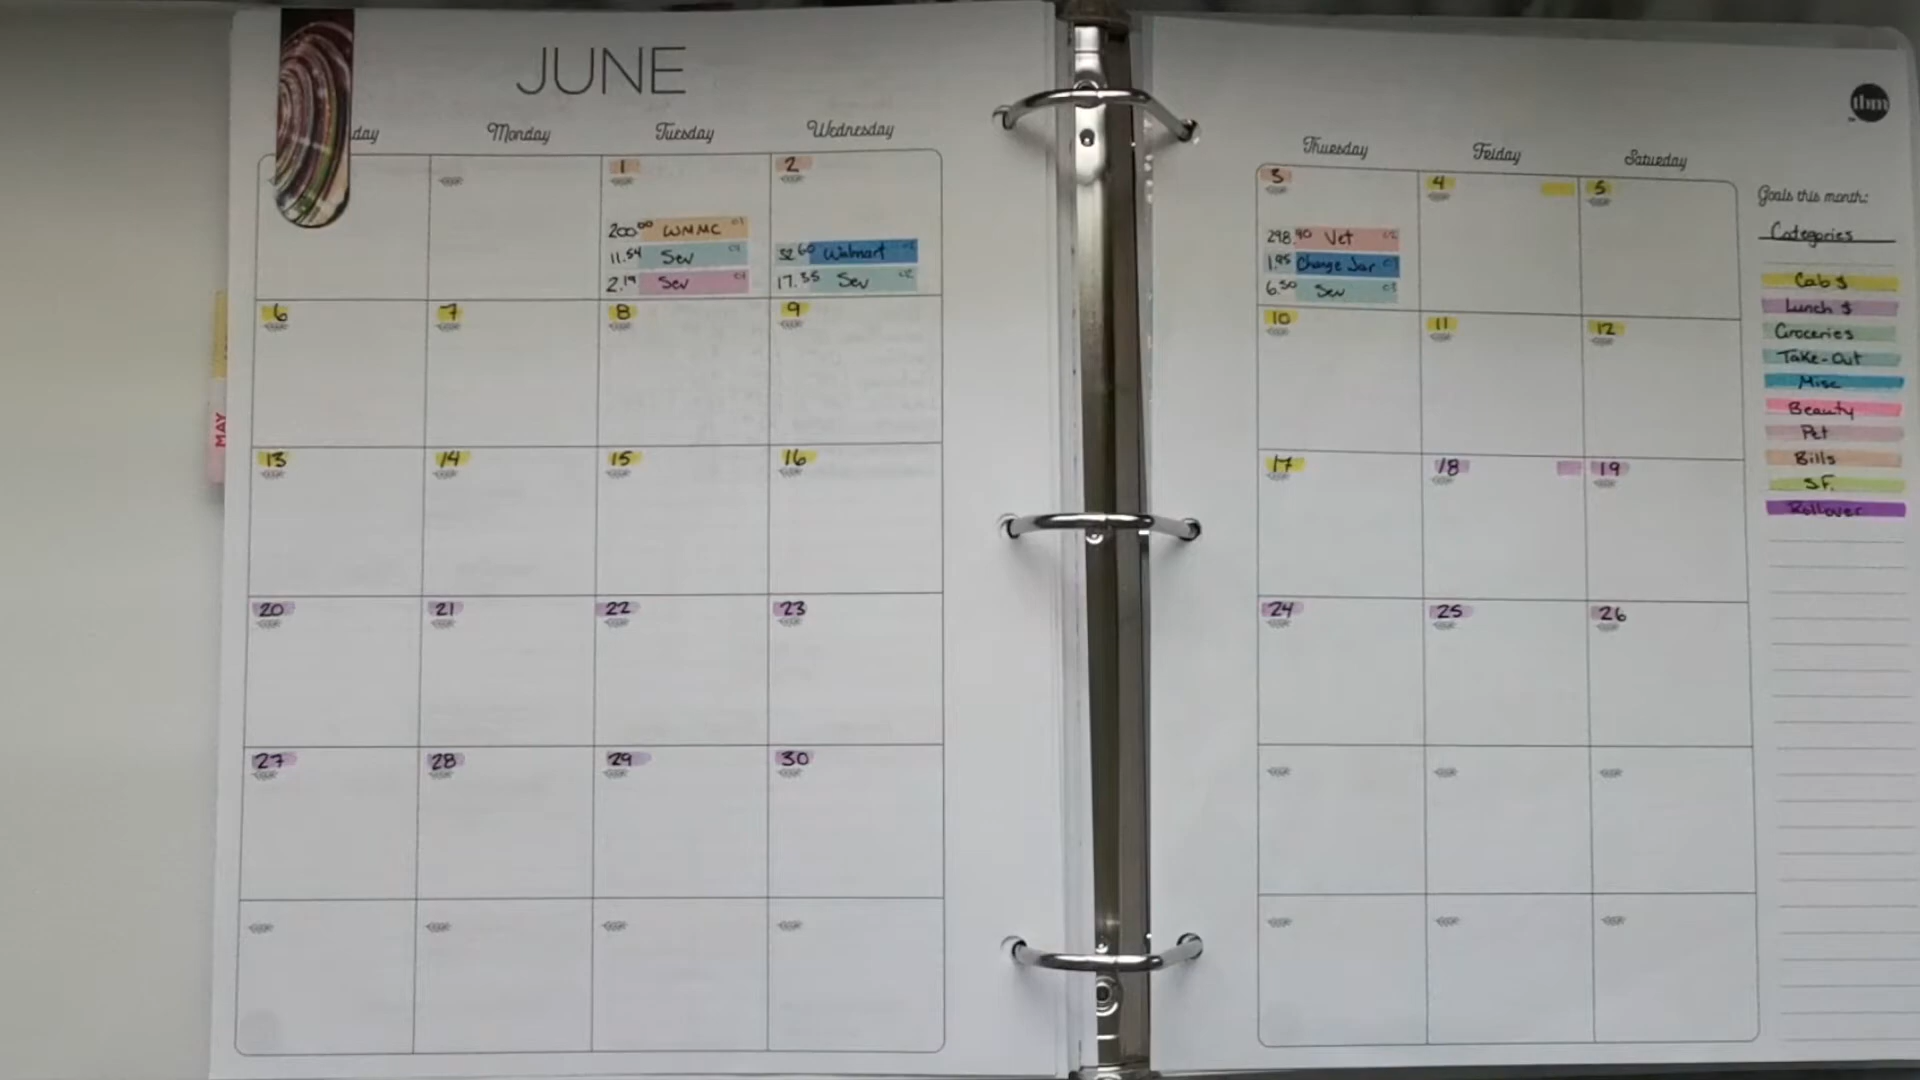 JUNE
day Monday Tuesday Wednesday Thursday Friday Saturday
tbm
Goals this month:
Categories
Cab $
Lunch $
Groceries
Take-Out
Misc
Beauty
Pet
Bills
S.F.
Rollover
MAY
1
200.00 WMMC
11.54 Sev
2.19 Sev
2
52.60 Walmart
17.35 Sev
3
298.90 Vet
1.95 Change Jar
6.50 Sev
4 5
6 7 8 9 10 11 12
13 14 15 16 17 18 19
20 21 22 23 24 25 26
27 28 29 30